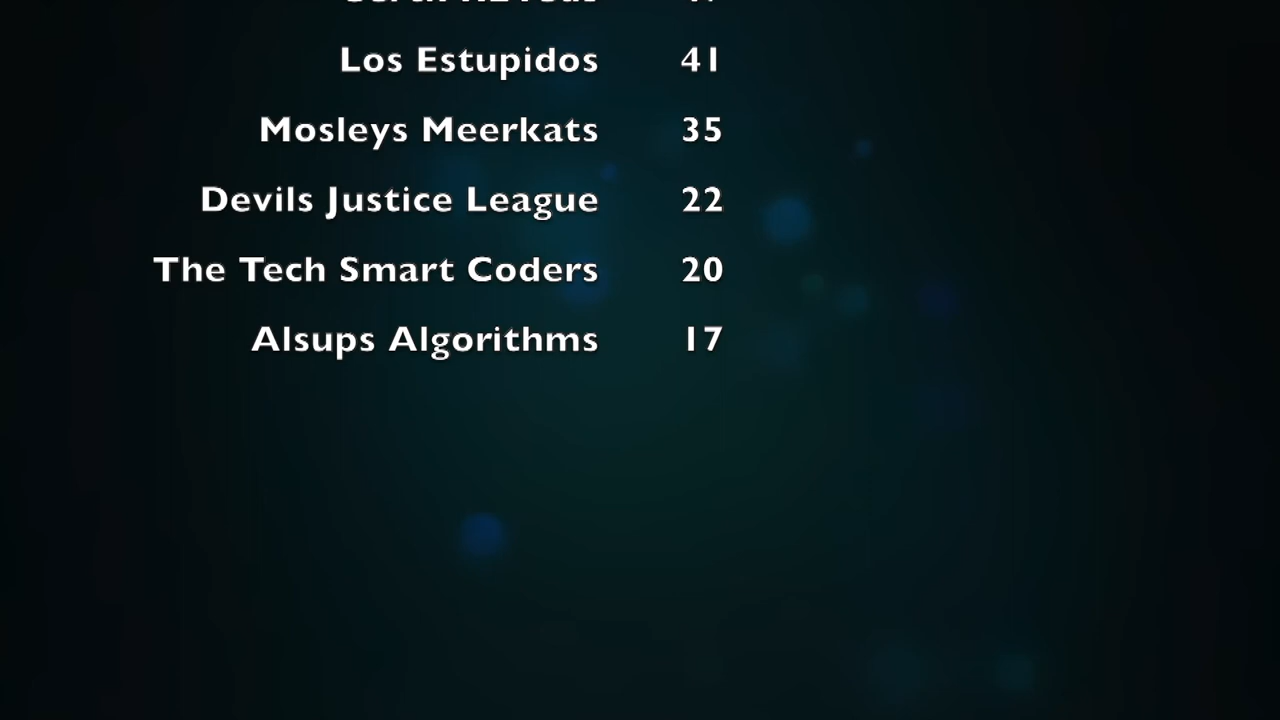 Los Estupidos 41
Mosleys Meerkats 35
Devils Justice League 22
The Tech Smart Coders 20
Alsups Algorithms 17